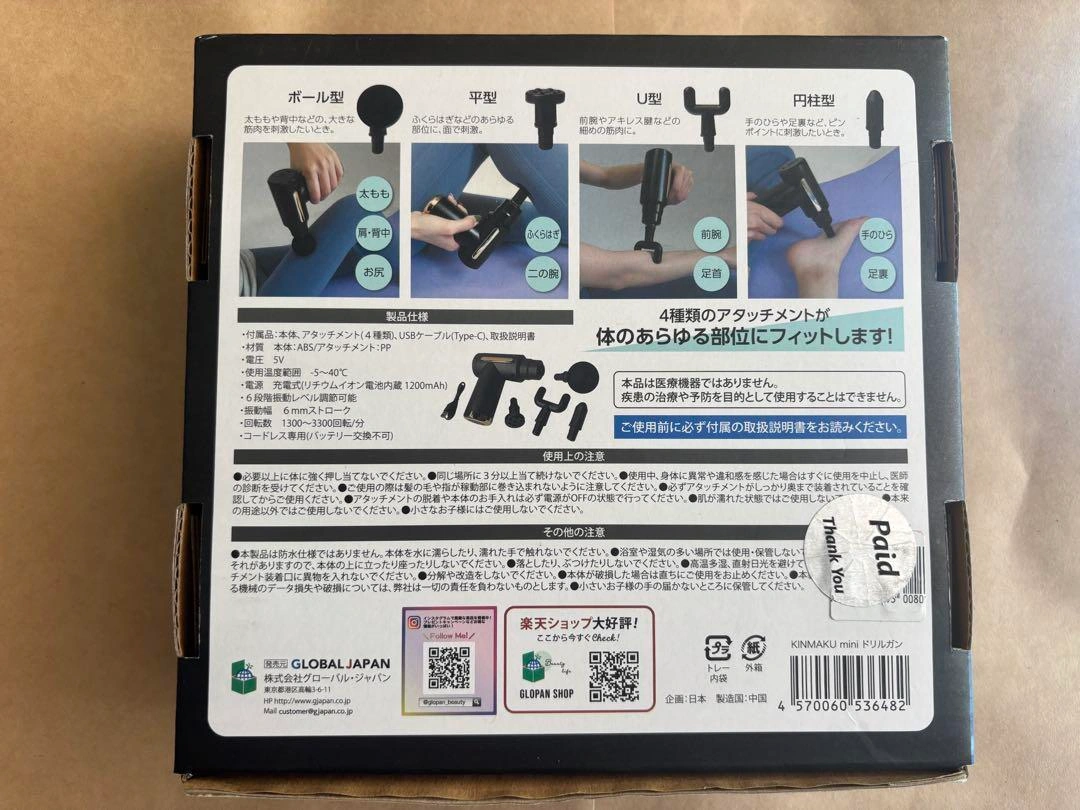 ボール型
太ももや背中などの、大きな
筋肉を刺激したいとき。
平型
ふくらはぎなどのあらゆる
部位に、面で刺激。
U型
前腕やアキレス腱などの
細めの筋肉に。
円柱型
手のひらや足裏など、ピン
ポイントに刺激したいとき。
太もも
肩・背中
お尻
ふくらはぎ
二の腕
前腕
足首
手のひら
足裏
製品仕様
・付属品:本体、アタッチメント(4種類)、USBケーブル(Type-C)、取扱説明書
・材質 本体:ABS/アタッチメント:PP
・電圧 5V
・使用温度範囲 -5～40℃
・電源 充電式(リチウムイオン電池内蔵 1200mAh)
・6段階振動レベル調節可能
・振動幅 6mmストローク
・回転数 1300～3300回転/分
・コードレス専用(バッテリー交換不可)
4種類のアタッチメントが
体のあらゆる部位にフィットします!
本品は医療機器ではありません。
疾患の治療や予防を目的として使用することはできません。
ご使用前に必ず付属の取扱説明書をお読みください。
使用上の注意
●必要以上に体に強く押し当てないでください。●同じ場所に3分以上当て続けないでください。●使用中、身体に異常や違和感を感じた場合はすぐに使用を中止し、医師
の診断を受けてください。●ご使用の際は髪の毛や指が稼動部に巻き込まれないように注意してください。●必ずアタッチメントがしっかり奥まで装着されていることを確
認してからご使用ください。●アタッチメントの脱着や本体のお手入れは必ず電源がOFFの状態で行ってください。●肌が濡れた状態ではご使用しない ●本来
の用途以外ではご使用しないでください。●小さなお子様にはご使用しないでください。
その他の注意
●本製品は防水仕様ではありません。本体を水に濡らしたり、濡れた手で触れないでください。●浴室や湿気の多い場所では使用・保管しない
それがありますので、本体の上に立ったり座ったりしないでください。●落としたり、ぶつけたりしないでください。●高温多湿、直射日光を避けて
チメント装着口に異物を入れないでください。●分解や改造をしないでください。●本体が破損した場合は直ちにご使用をお止めください。●本
る機械のデータ損失や破損については、弊社は一切の責任を負わないものとします。●小さいお子様の手の届かないところに保管してください。
Paid
Thank You
発売元 GLOBAL JAPAN
株式会社グローバル・ジャパン
東京都港区高輪3-6-11
HP http://www.gjapan.co.jp
Mail customer@gjapan.co.jp
Follow Me!
@glopan_beauty
楽天ショップ大好評!
ここから今すぐCheck!
Beauty life
GLOPAN SHOP
プラ
トレー
内袋
紙
外箱
企画:日本 製造国:中国
KINMAKU mini ドリルガン
4 570060 536482